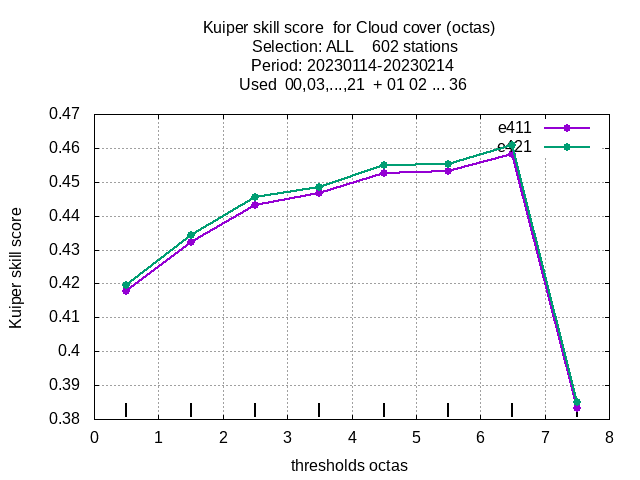 Kuiper skill score  for Cloud cover (octas)
Selection: ALL    602 stations
Period: 20230114-20230214
Used  00,03,...,21  + 01 02 ... 36
0.47
0.46
0.45
0.44
0.43
0.42
0.41
0.4
0.39
0.38
Kuiper skill score
e411
e421
0 1 2 3 4 5 6 7 8
thresholds octas